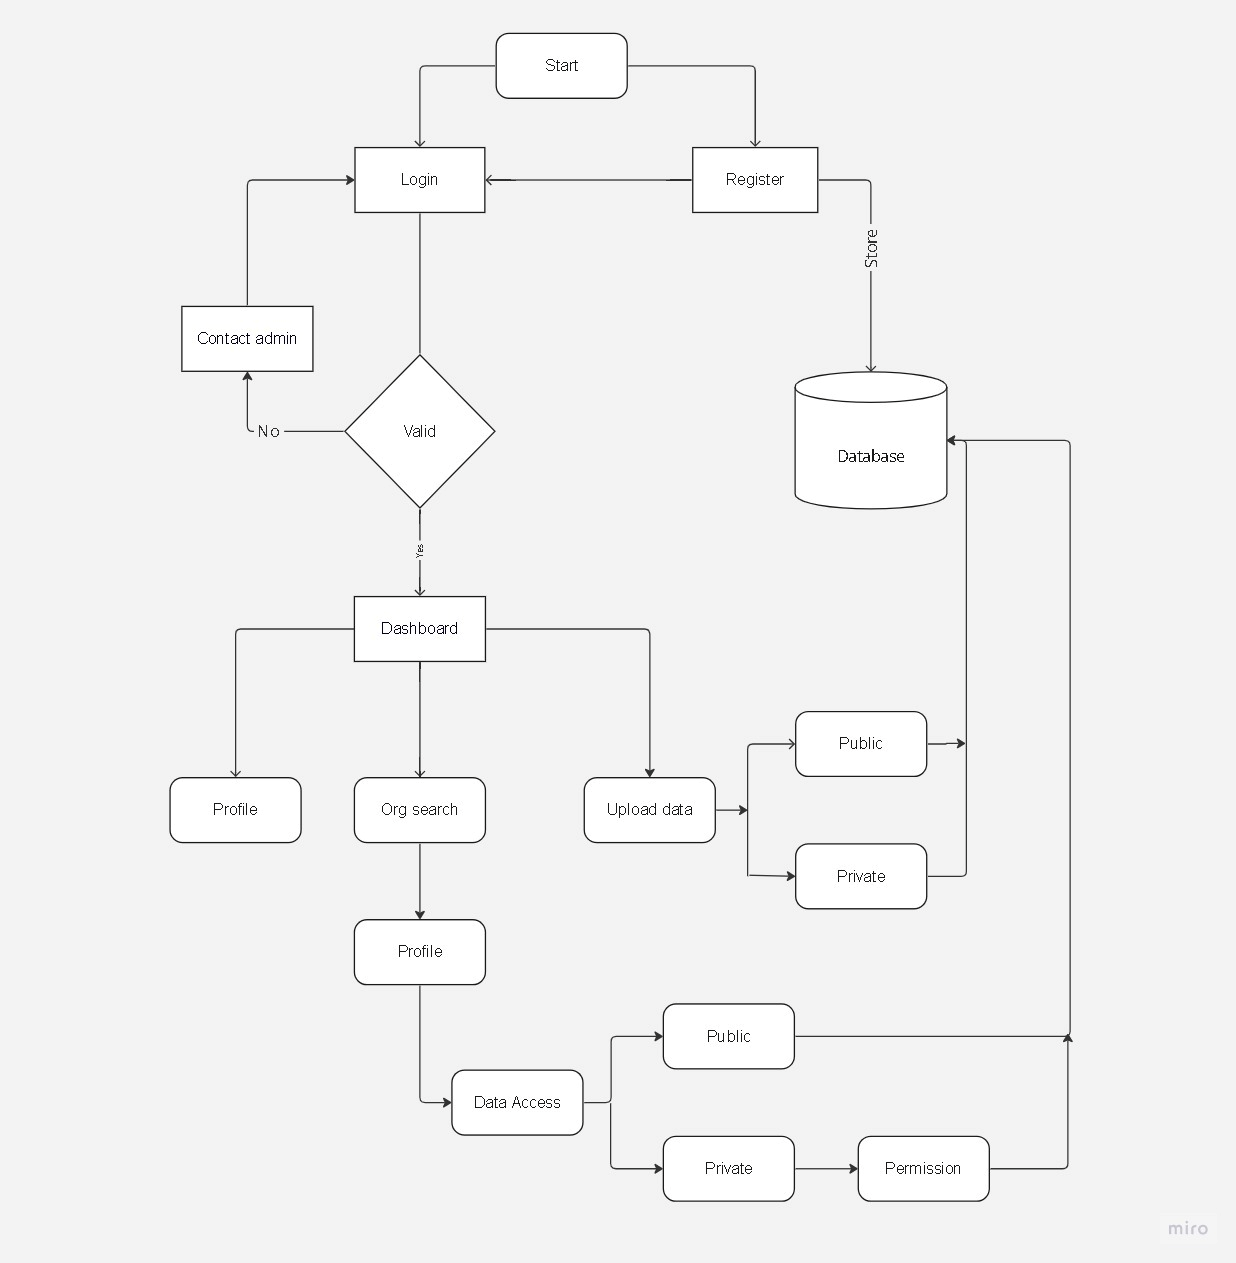 Start
Login
Register
Store
Contact admin
Valid
No
Database
Yes
Dashboard
Public
Profile
Org search
Upload data
Private
Profile
Public
Data Access
Private
Permission
miro